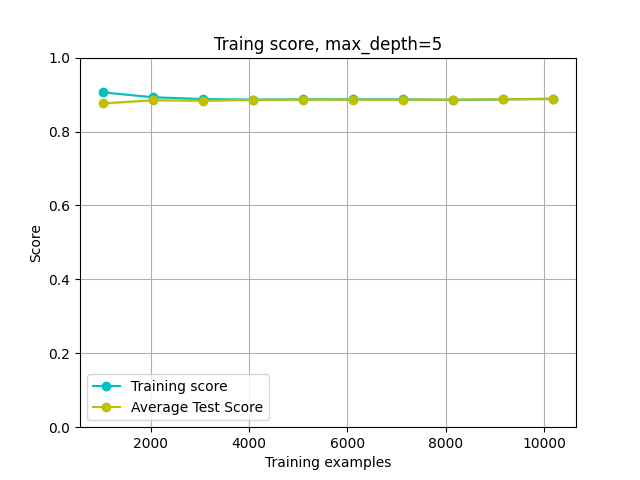 Traing score, max_depth=5
1.0
0.8
0.6
0.4
0.2
0.0
Score
Training score
Average Test Score
2000 4000 6000 8000 10000
Training examples